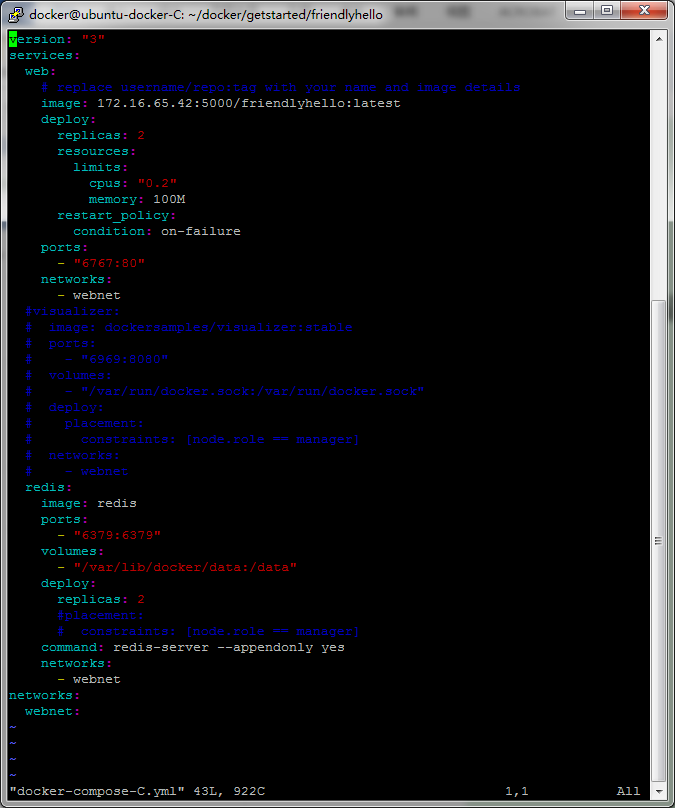 docker@ubuntu-docker-C: ~/docker/getstarted/friendlyhello
version: "3"
services:
  web:
    # replace username/repo:tag with your name and image details
    image: 172.16.65.42:5000/friendlyhello:latest
    deploy:
      replicas: 2
      resources:
        limits:
          cpus: "0.2"
          memory: 100M
      restart_policy:
        condition: on-failure
    ports:
      - "6767:80"
    networks:
      - webnet
  #visualizer:
  #  image: dockersamples/visualizer:stable
  #  ports:
  #    - "6969:8080"
  #  volumes:
  #    - "/var/run/docker.sock:/var/run/docker.sock"
  #  deploy:
  #    placement:
  #      constraints: [node.role == manager]
  #  networks:
  #    - webnet
  redis:
    image: redis
    ports:
      - "6379:6379"
    volumes:
      - "/var/lib/docker/data:/data"
    deploy:
      replicas: 2
      #placement:
      #  constraints: [node.role == manager]
    command: redis-server --appendonly yes
    networks:
      - webnet
networks:
  webnet:
~
~
~
~
"docker-compose-C.yml" 43L, 922C 1,1 All